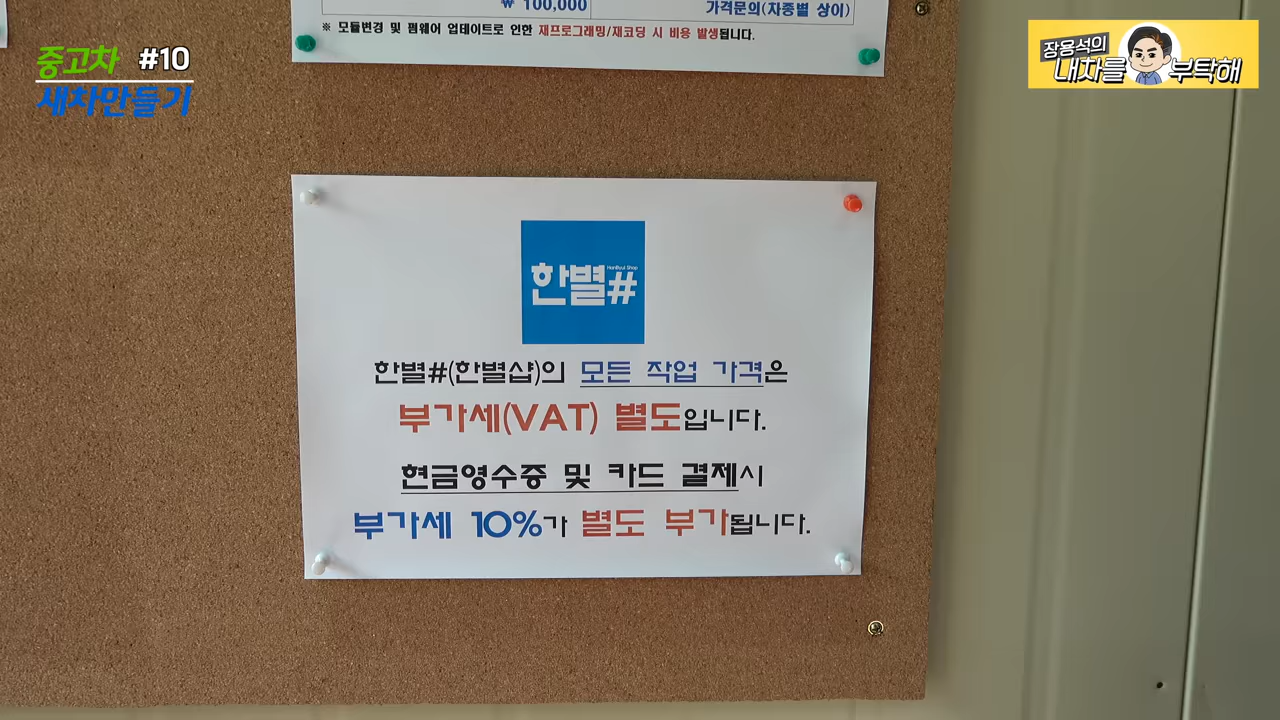 ₩ 100,000 가격문의(차종별 상이)
※ 모듈변경 및 펌웨어 업데이트로 인한 재프로그래밍/재코딩 시 비용 발생됩니다.
중고차 #10
새차만들기
장용석의
내차를 부탁해
HanByul Shop
한별#
한별#(한별샵)의 모든 작업 가격은
부가세(VAT) 별도입니다.
현금영수증 및 카드 결제시
부가세 10%가 별도 부가됩니다.